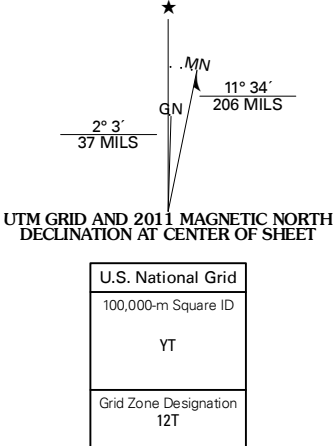 MN
GN
11° 34´
206 MILS
2° 3´
37 MILS
UTM GRID AND 2011 MAGNETIC NORTH
DECLINATION AT CENTER OF SHEET
U.S. National Grid
100,000-m Square ID
YT
Grid Zone Designation
12T